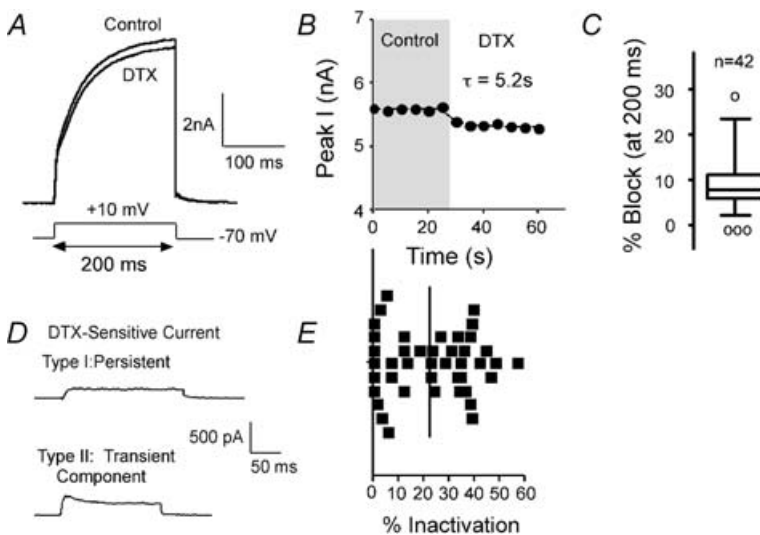 A
Control
DTX
2nA
100 ms
+10 mV
-70 mV
200 ms
B
7
6
5
4
Peak I (nA)
Control
DTX
τ = 5.2s
0 20 40 60
Time (s)
C
n=42
30
20
10
0
% Block (at 200 ms)
D
DTX-Sensitive Current
Type I:Persistent
500 pA
50 ms
Type II: Transient
Component
E
0 10 20 30 40 50 60
% Inactivation